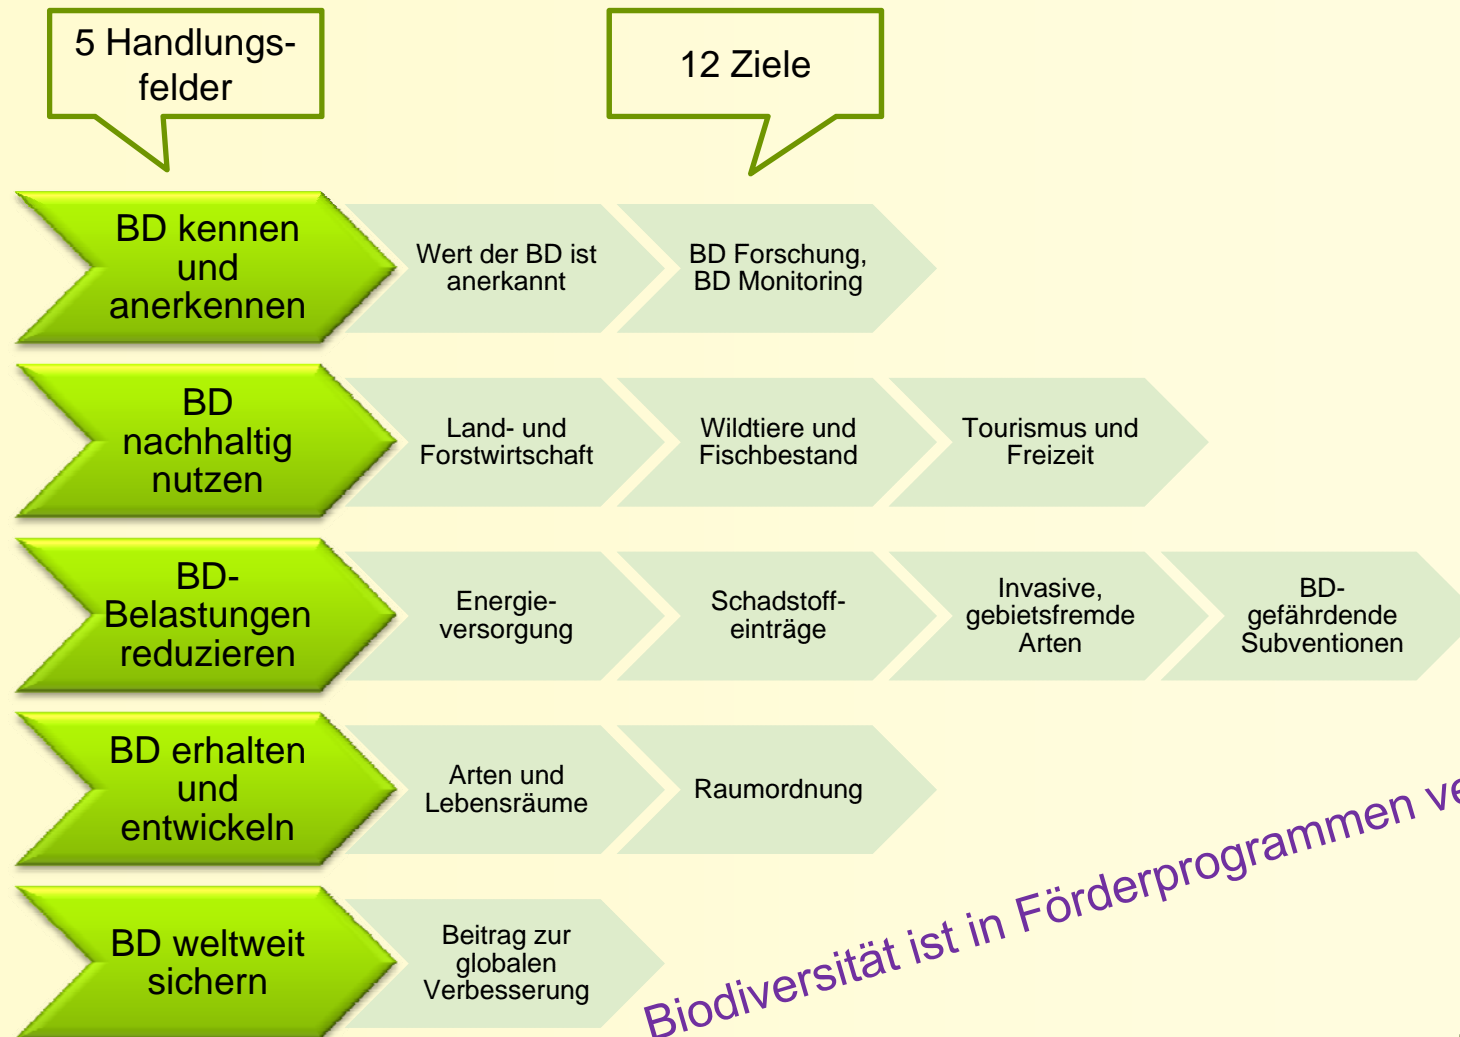 5 Handlungs-
felder
12 Ziele
BD kennen
und
anerkennen
Wert der BD ist
anerkannt
BD Forschung,
BD Monitoring
BD
nachhaltig
nutzen
Land- und
Forstwirtschaft
Wildtiere und
Fischbestand
Tourismus und
Freizeit
BD-
Belastungen
reduzieren
Energie-
versorgung
Schadstoff-
einträge
Invasive,
gebietsfremde
Arten
BD-
gefährdende
Subventionen
BD erhalten
und
entwickeln
Arten und
Lebensräume
Raumordnung
BD weltweit
sichern
Beitrag zur
globalen
Verbesserung
Biodiversität ist in Förderprogrammen